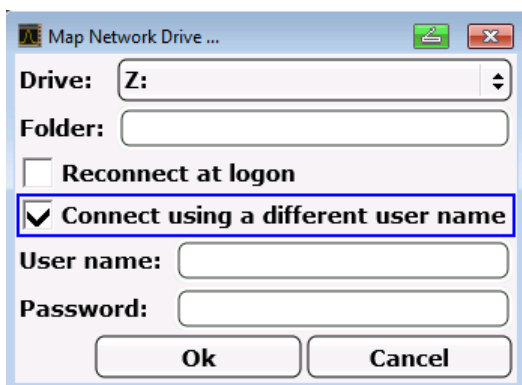 Map Network Drive ...
Drive: Z:
Folder:
Reconnect at logon
Connect using a different user name
User name:
Password:
Ok Cancel